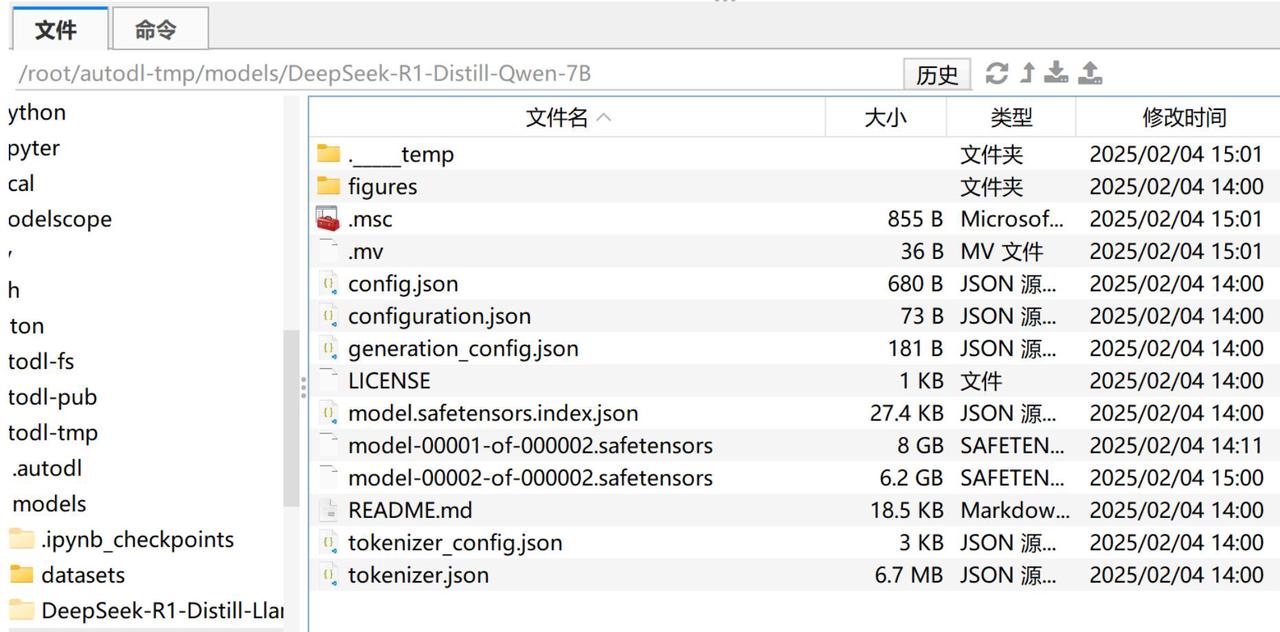 文件 命令
/root/autodl-tmp/models/DeepSeek-R1-Distill-Qwen-7B 历史
ython
pyter
cal
odelscope
h
ton
todl-fs
todl-pub
todl-tmp
.autodl
models
.ipynb_checkpoints
datasets
DeepSeek-R1-Distill-Llar
文件名 大小 类型 修改时间
._____temp 文件夹 2025/02/04 15:01
figures 文件夹 2025/02/04 14:00
.msc 855 B Microsof... 2025/02/04 15:01
.mv 36 B MV 文件 2025/02/04 15:01
config.json 680 B JSON 源... 2025/02/04 14:00
configuration.json 73 B JSON 源... 2025/02/04 14:00
generation_config.json 181 B JSON 源... 2025/02/04 14:00
LICENSE 1 KB 文件 2025/02/04 14:00
model.safetensors.index.json 27.4 KB JSON 源... 2025/02/04 14:00
model-00001-of-000002.safetensors 8 GB SAFETEN... 2025/02/04 14:11
model-00002-of-000002.safetensors 6.2 GB SAFETEN... 2025/02/04 15:00
README.md 18.5 KB Markdow... 2025/02/04 14:00
tokenizer_config.json 3 KB JSON 源... 2025/02/04 14:00
tokenizer.json 6.7 MB JSON 源... 2025/02/04 14:00